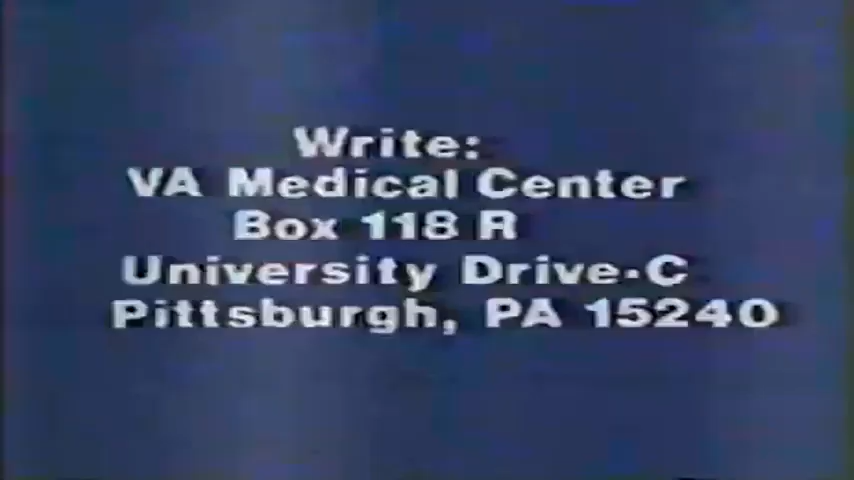 Write:
VA Medical Center
Box 118 R
University Drive-C
Pittsburgh, PA 15240